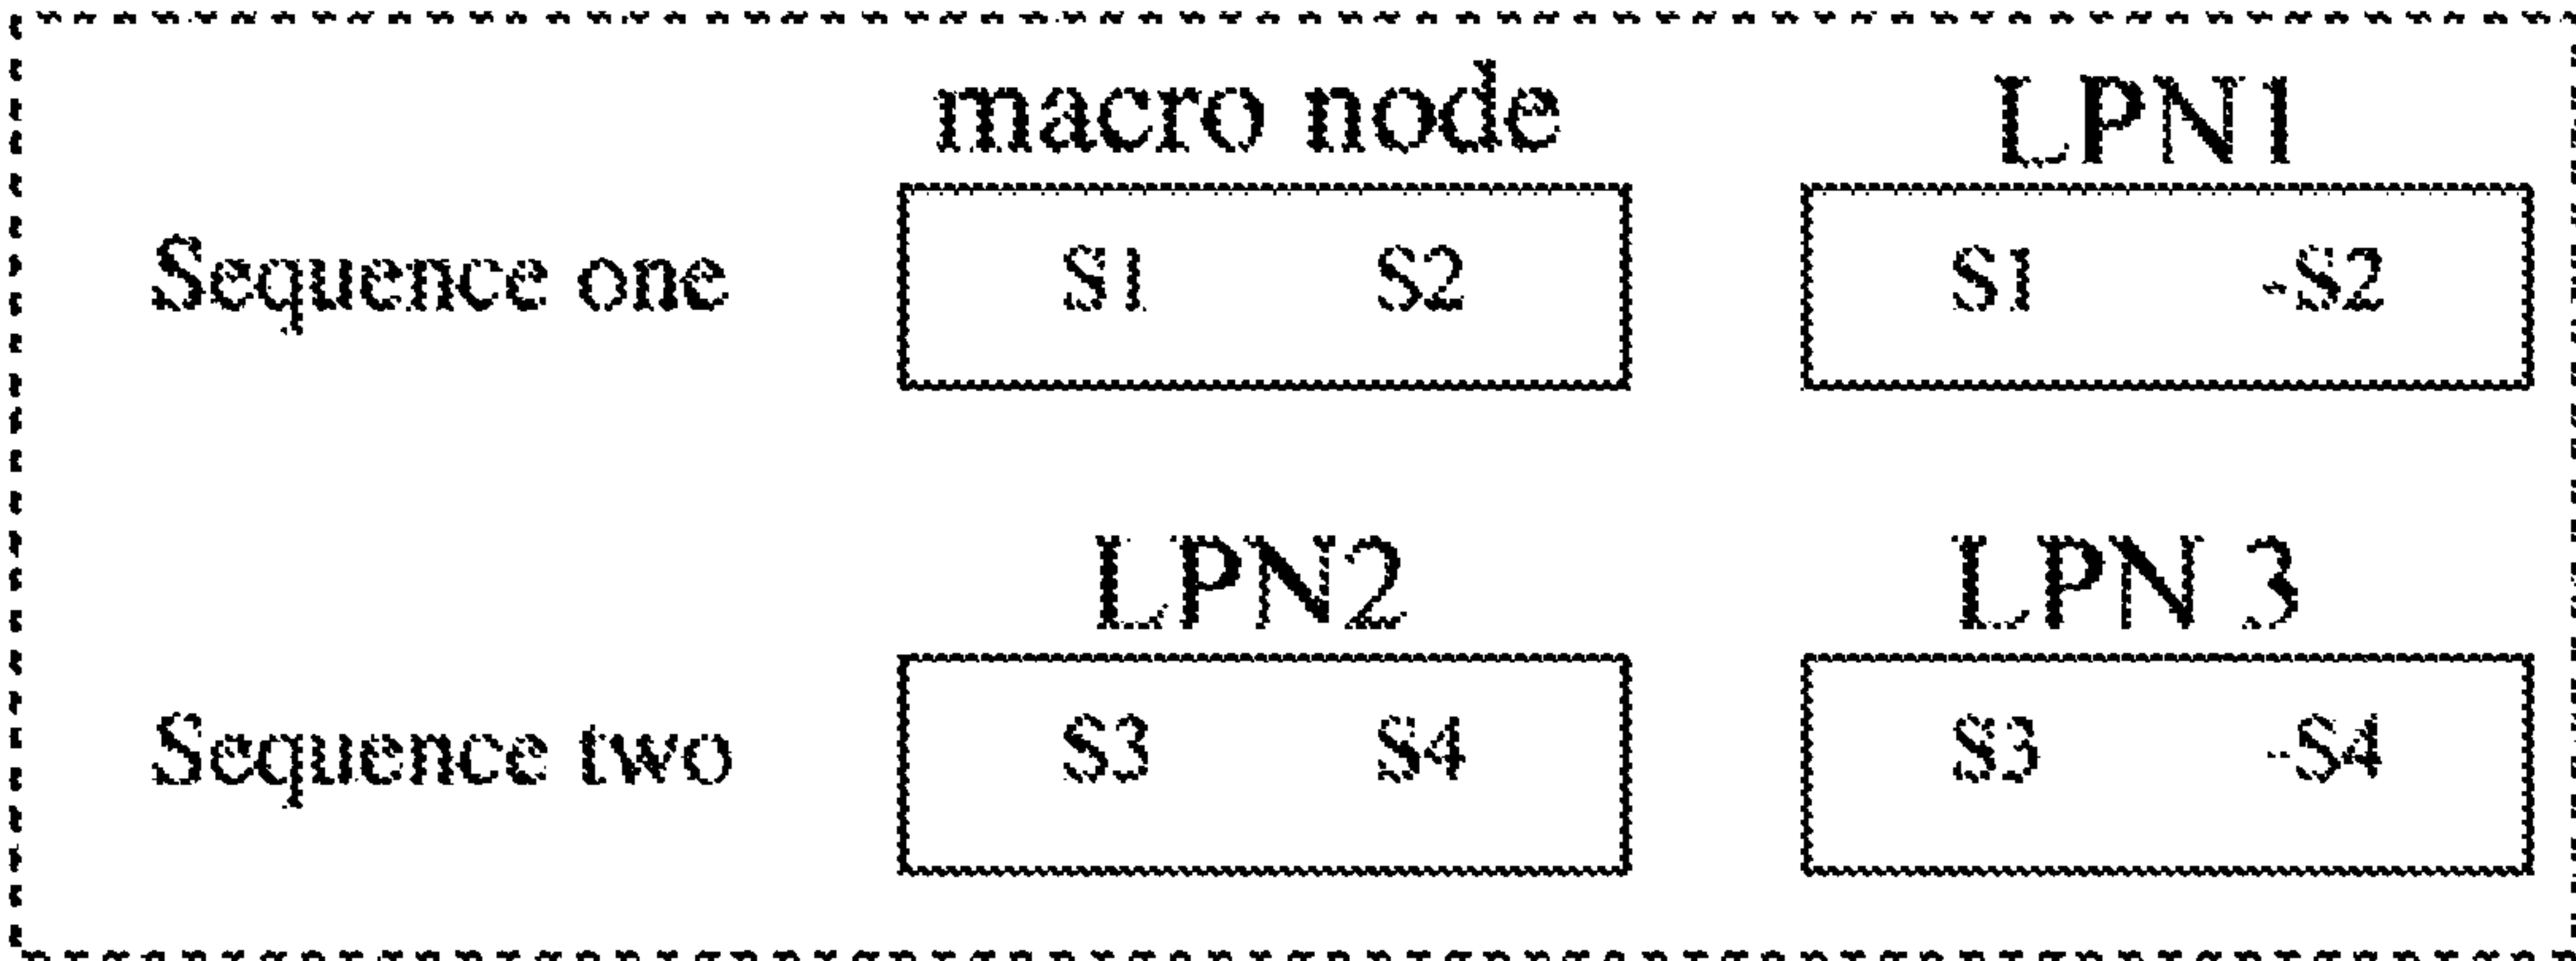 macro node LPN1
Sequence one S1 S2 S1 -S2
LPN2 LPN 3
Sequence two S3 S4 S3 -S4